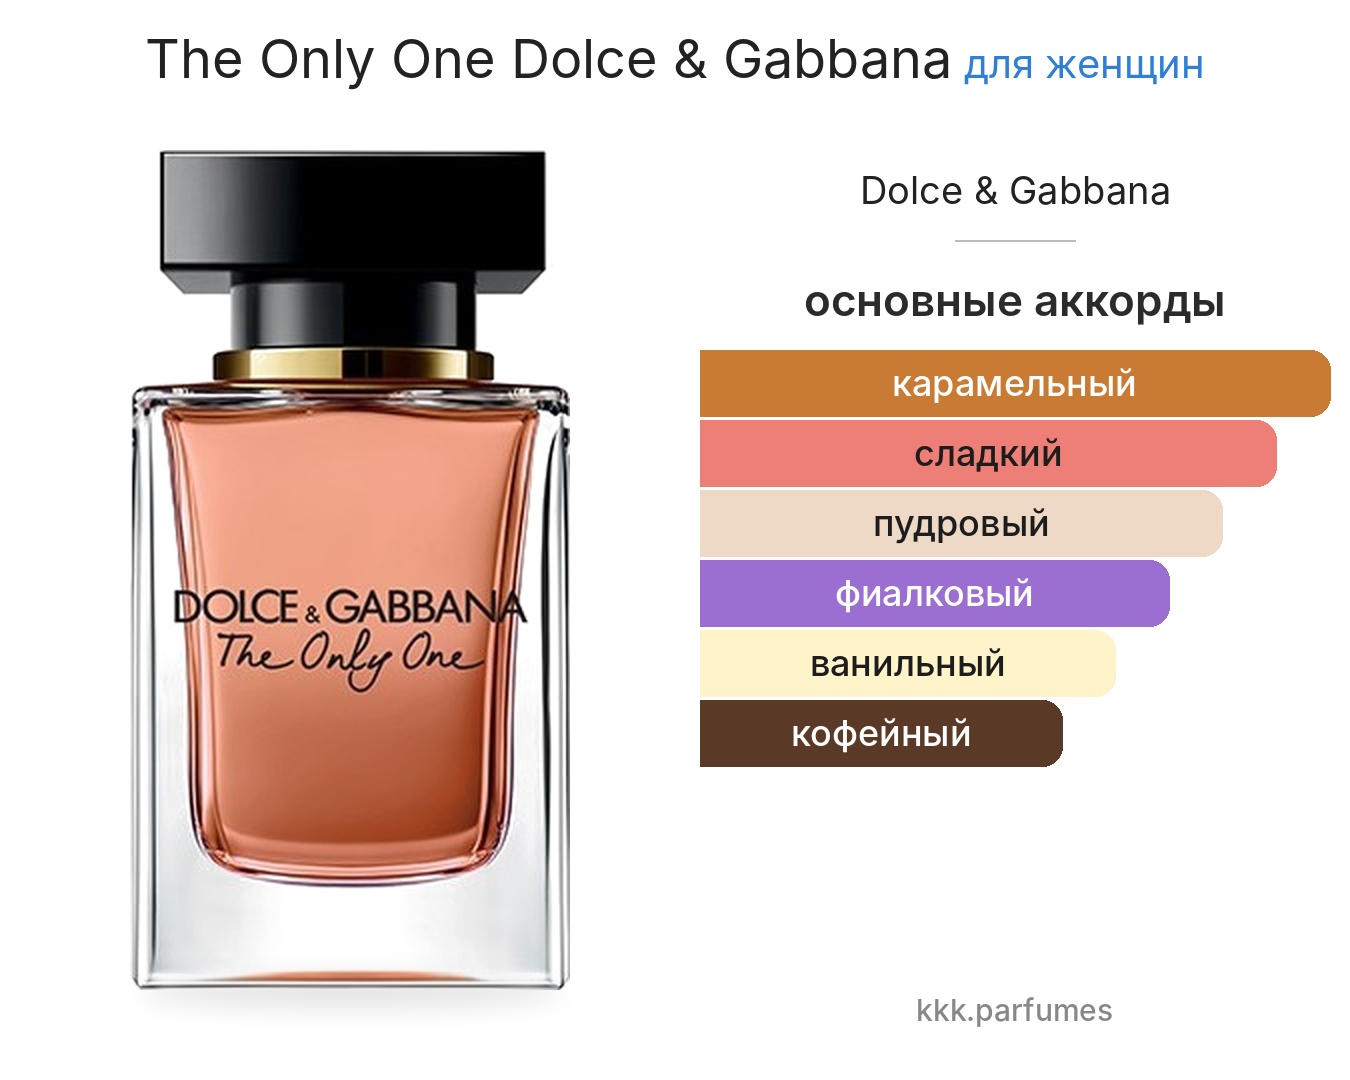 The Only One Dolce & Gabbana для женщин
DOLCE & GABBANA
The Only One
Dolce & Gabbana
основные аккорды
карамельный
сладкий
пудровый
фиалковый
ванильный
кофейный
kkk.parfumes